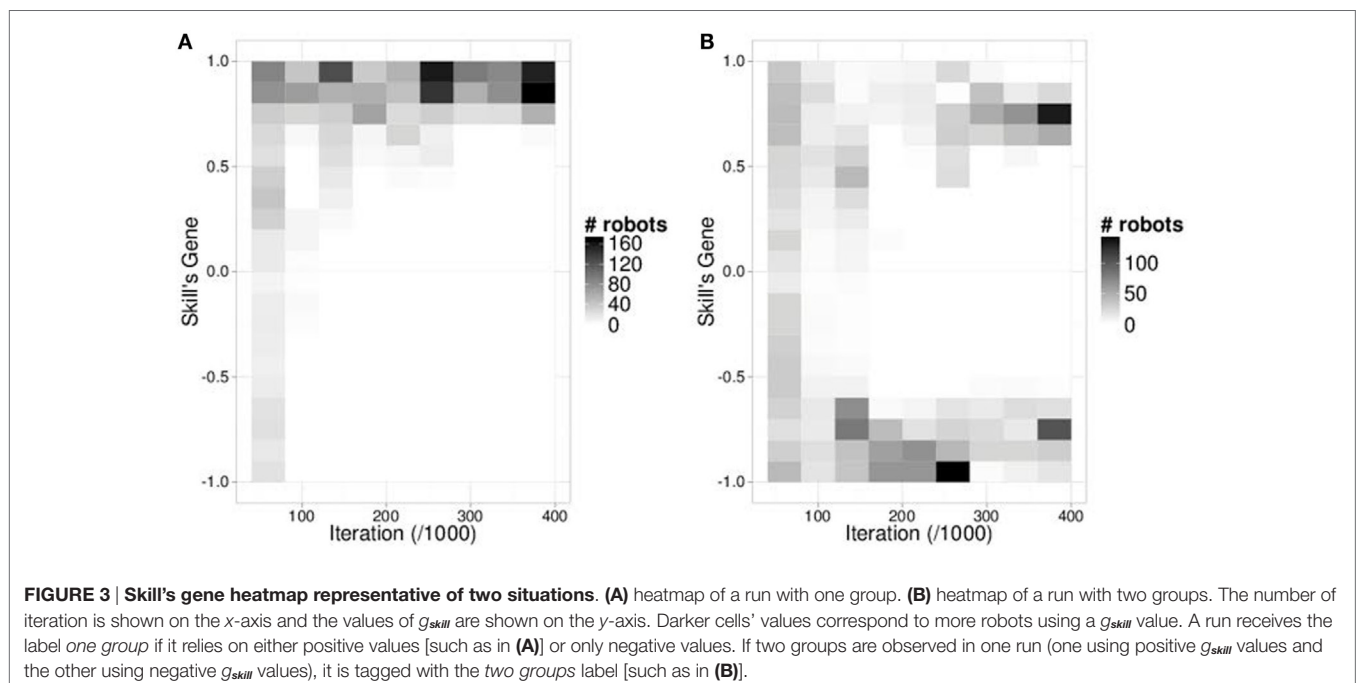 A
B
1.0
0.5
0.0
-0.5
-1.0
Skill's Gene
100
200
300
400
Iteration (/1000)
# robots
160
120
80
40
0
1.0
0.5
0.0
-0.5
-1.0
Skill's Gene
100
200
300
400
Iteration (/1000)
# robots
100
50
0
FIGURE 3 | Skill's gene heatmap representative of two situations. (A) heatmap of a run with one group. (B) heatmap of a run with two groups. The number of
iteration is shown on the x-axis and the values of gskill are shown on the y-axis. Darker cells' values correspond to more robots using a gskill value. A run receives the
label one group if it relies on either positive values [such as in (A)] or only negative values. If two groups are observed in one run (one using positive gskill values and
the other using negative gskill values), it is tagged with the two groups label [such as in (B)].